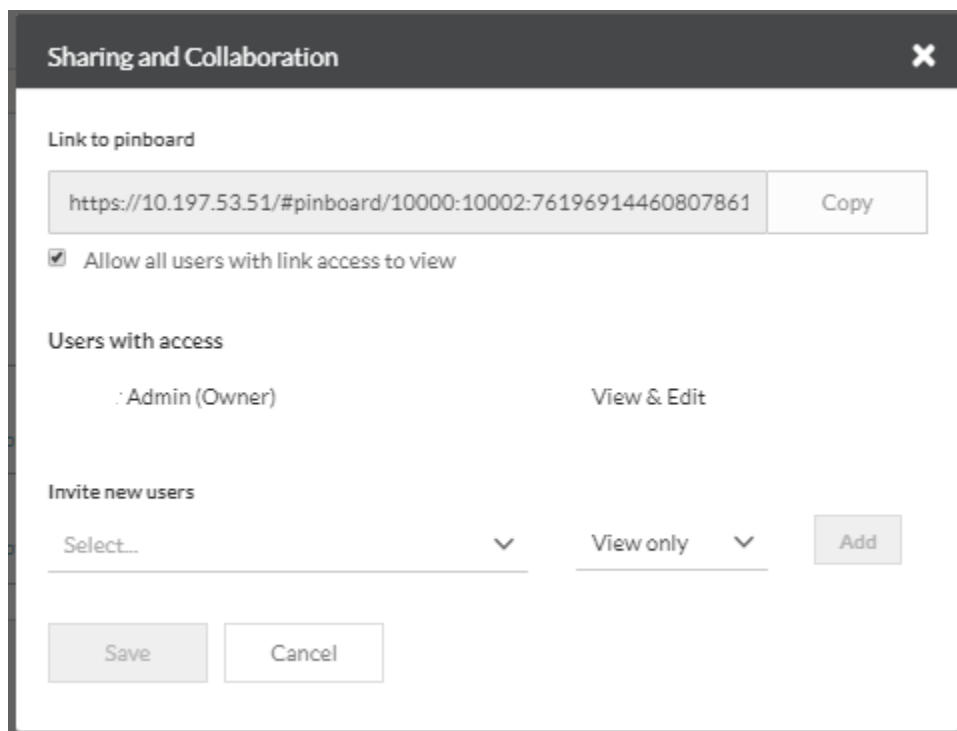 Sharing and Collaboration
Link to pinboard
https://10.197.53.51/#pinboard/10000:10002:76196914460807861 Copy
Allow all users with link access to view
Users with access
Admin (Owner) View & Edit
Invite new users
Select... View only Add
Save Cancel